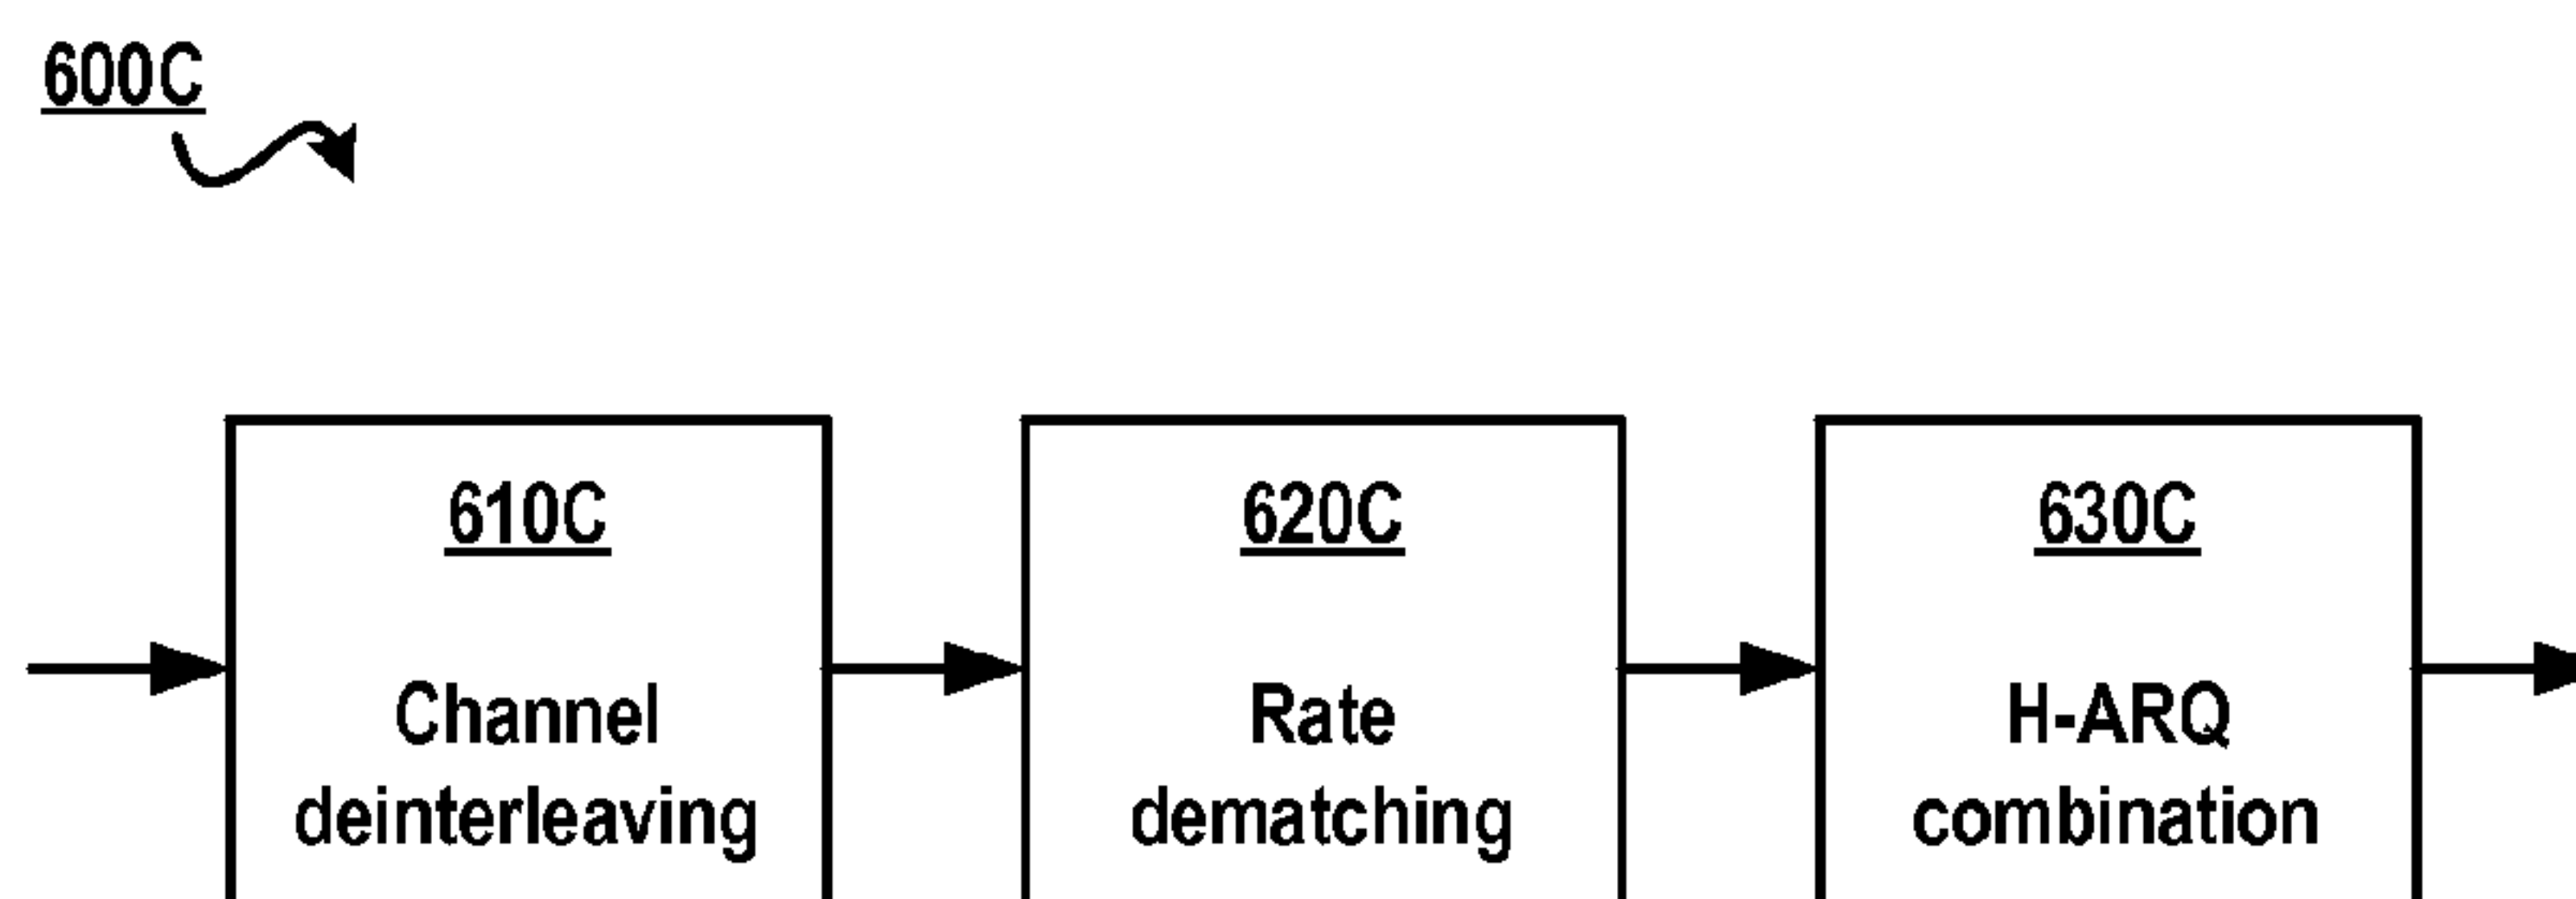 600C
610C
Channel
deinterleaving
620C
Rate
dematching
630C
H-ARQ
combination